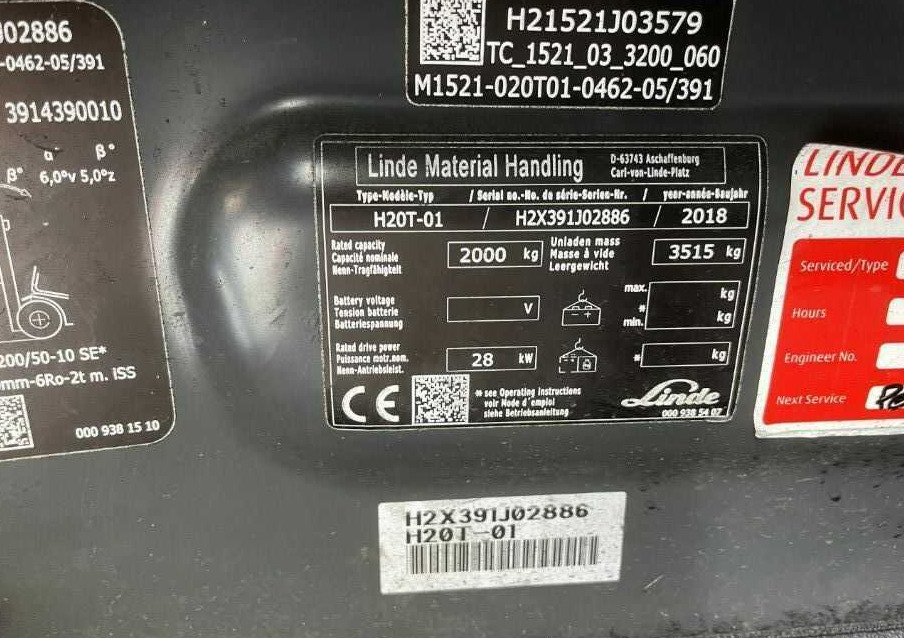 J02886
-0462-05/391
3914390010
α β°
β° 6,0°v 5,0°z
200/50-10 SE*
mm-6Ro-2t m. iSS
000 938 15 10
H21521J03579
TC_1521_03_3200_060
M1521-020T01-0462-05/391
Linde Material Handling
D-63743 Aschaffenburg
Carl-von-Linde-Platz
Type-Modèle-Typ / Serial no.-No. de série-Serien-Nr. / year-année-Baujahr
H20T-01 / H2X391J02886 / 2018
Rated capacity
Capacité nominale
Nenn-Tragfähigkeit
2000 kg
Unladen mass
Masse à vide
Leergewicht
3515 kg
Battery voltage
Tension batterie
Batteriespannung
V
max. kg
*
min. kg
Rated drive power
Puissance motr.nom.
Nenn-Antriebsleist.
28 kW
* kg
CE
* see Operating instructions
voir Mode d'emploi
siehe Betriebsanleitung
Linde
000 938 54 07
H2X391J02886
H20T-01
LINDE
SERVIC
Serviced/Type
Hours
Engineer No.
Next Service